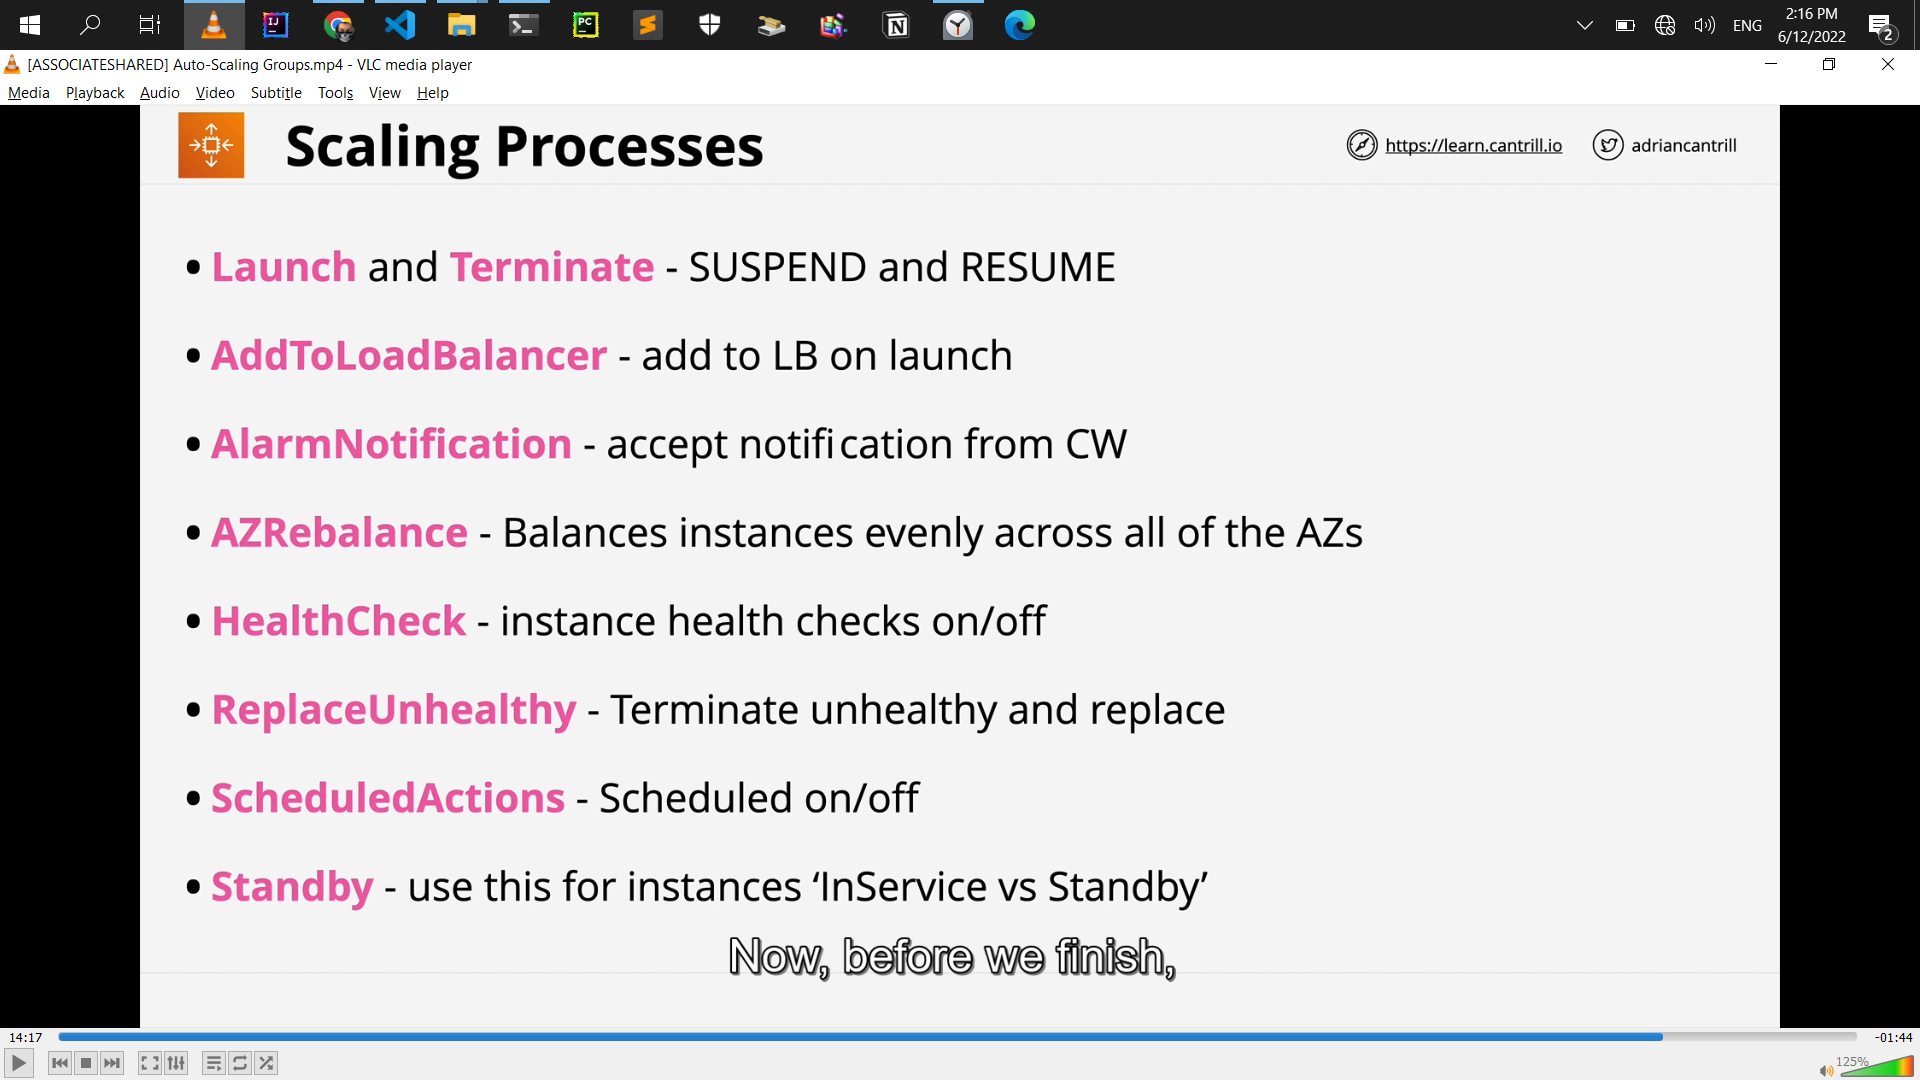 ENG
2:16 PM
6/12/2022
2
[ASSOCIATESHARED] Auto-Scaling Groups.mp4 - VLC media player
Media Playback Audio Video Subtitle Tools View Help
Scaling Processes
https://learn.cantrill.io
adriancantrill
• Launch and Terminate - SUSPEND and RESUME
• AddToLoadBalancer - add to LB on launch
• AlarmNotification - accept notification from CW
• AZRebalance - Balances instances evenly across all of the AZs
• HealthCheck - instance health checks on/off
• ReplaceUnhealthy - Terminate unhealthy and replace
• ScheduledActions - Scheduled on/off
• Standby - use this for instances ‘InService vs Standby’
Now, before we finish,
14:17
-01:44
125%